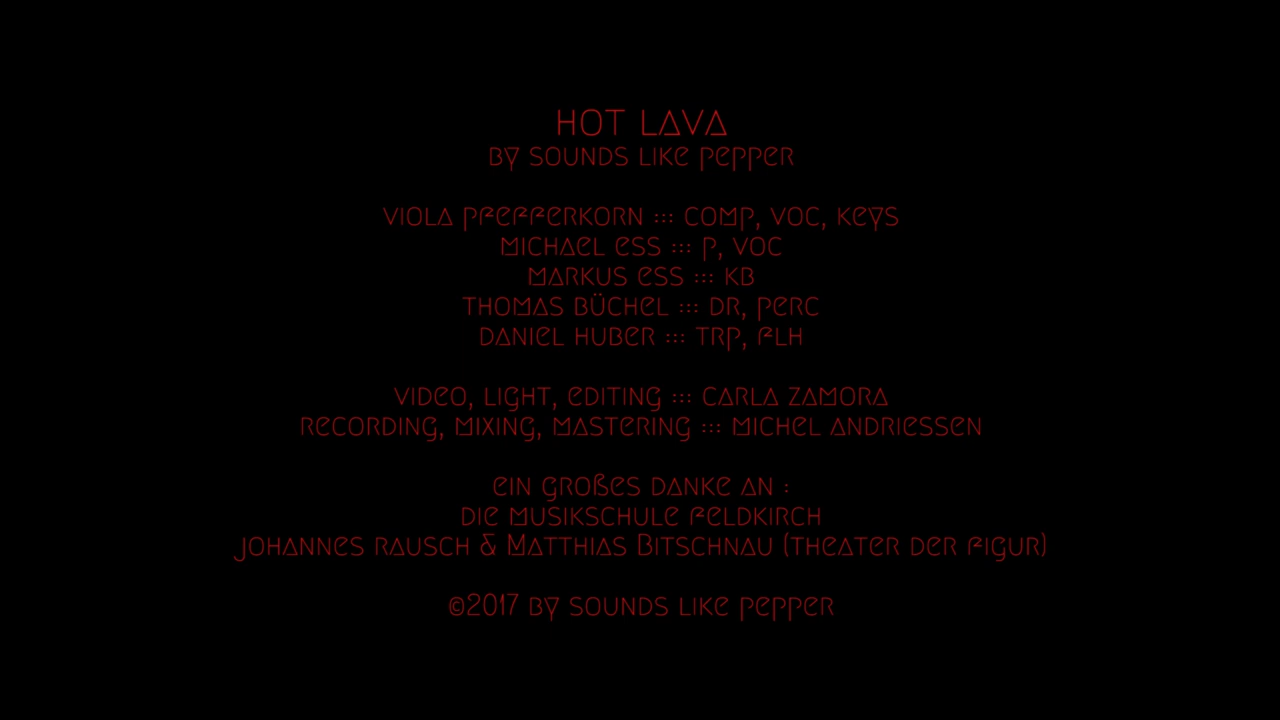 HOT LAVA
BY SOUNDS LIKE PEPPER
VIOLA PFEFFERKORN ::: COMP, VOC, KEYS
MICHAEL ESS ::: P, VOC
MARKUS ESS ::: KB
THOMAS BÜCHEL ::: DR, PERC
DANIEL HUBER ::: TRP, FLH
VIDEO, LIGHT, EDITING ::: CARLA ZAMORA
RECORDING, MIXING, MASTERING ::: MICHEL ANDRIESSEN
EIN GROßES DANKE AN :
DIE MUSIKSCHULE FELDKIRCH
JOHANNES RAUSCH & MATTHIAS BITSCHNAU (THEATER DER FIGUR)
©2017 BY SOUNDS LIKE PEPPER